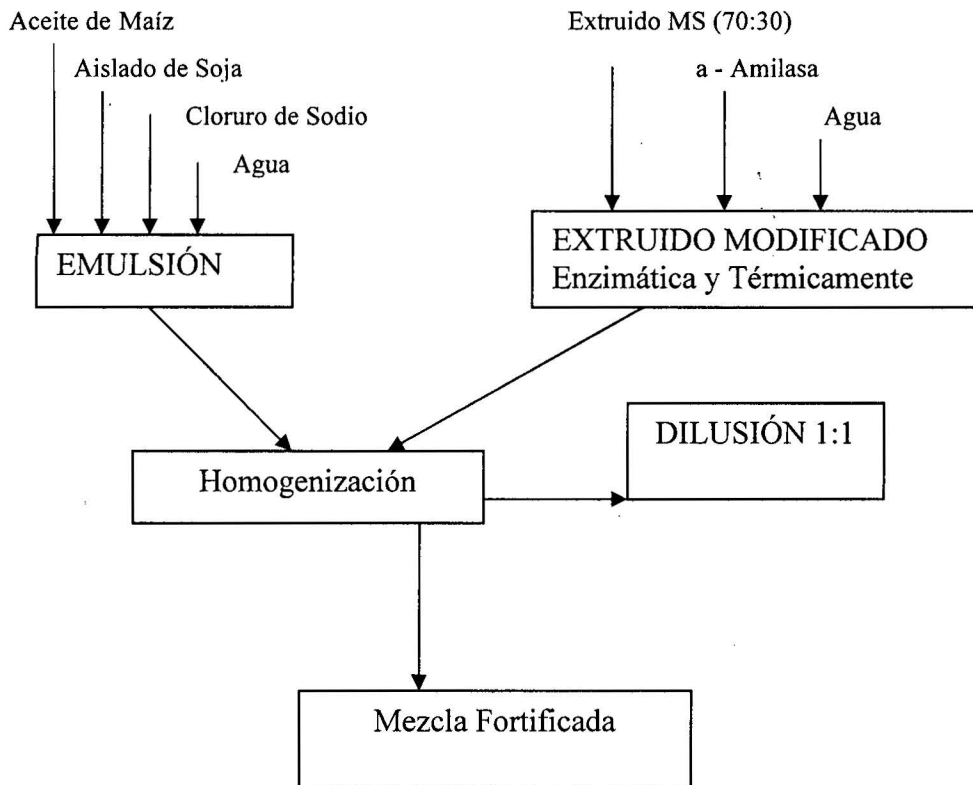 Aceite de Maíz
Aislado de Soja
Cloruro de Sodio
Agua
Extruido MS (70:30)
a - Amilasa
Agua
EMULSIÓN
EXTRUIDO MODIFICADO
Enzimática y Térmicamente
DILUSIÓN 1:1
Homogenización
Mezcla Fortificada